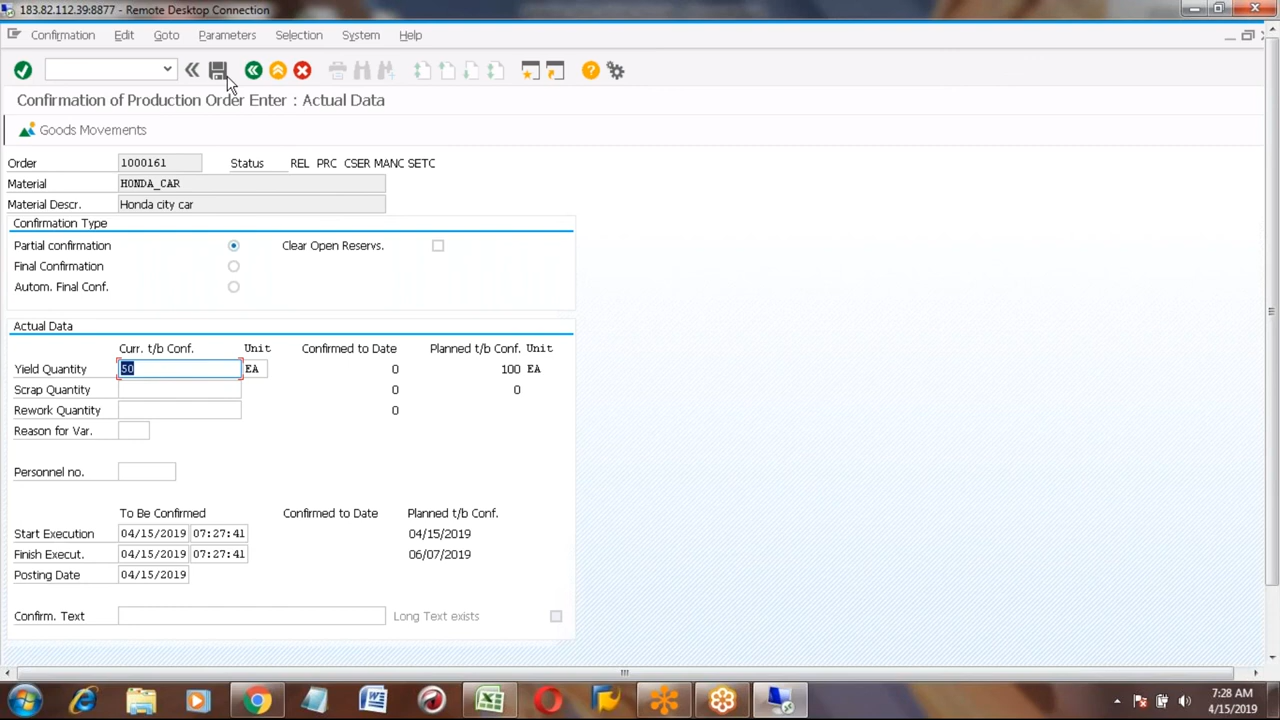 183.82.112.39:8877 - Remote Desktop Connection
Confirmation Edit Goto Parameters Selection System Help
Confirmation of Production Order Enter : Actual Data
Goods Movements
Order 1000161 Status REL PRC CSER MANC SETC
Material HONDA_CAR
Material Descr. Honda city car
Confirmation Type
Partial confirmation Clear Open Reservs.
Final Confirmation
Autom. Final Conf.
Actual Data
Curr. t/b Conf. Unit Confirmed to Date Planned t/b Conf. Unit
Yield Quantity 50 EA 0 100 EA
Scrap Quantity 0 0
Rework Quantity 0
Reason for Var.
Personnel no.
To Be Confirmed Confirmed to Date Planned t/b Conf.
Start Execution 04/15/2019 07:27:41 04/15/2019
Finish Execut. 04/15/2019 07:27:41 06/07/2019
Posting Date 04/15/2019
Confirm. Text Long Text exists
7:28 AM
4/15/2019